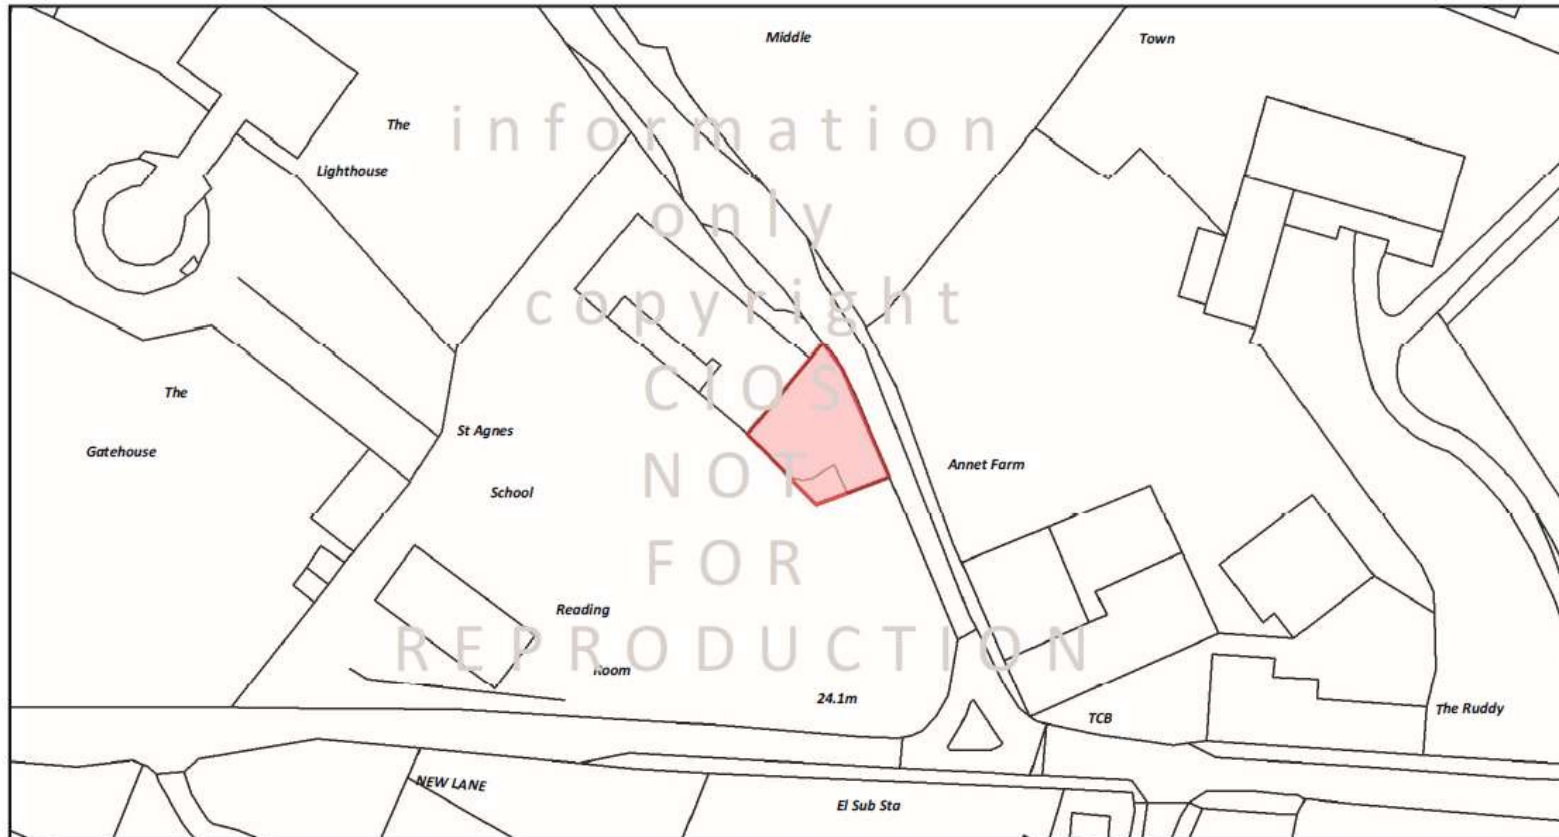 Middle
Town
The
Lighthouse
information
only
copyright
The
Gatehouse
CIOS
St Agnes
School
NOT
Annet Farm
FOR
Reading
Room
REPRODUCTION
24.1m
TCB
The Ruddy
NEW LANE
El Sub Sta